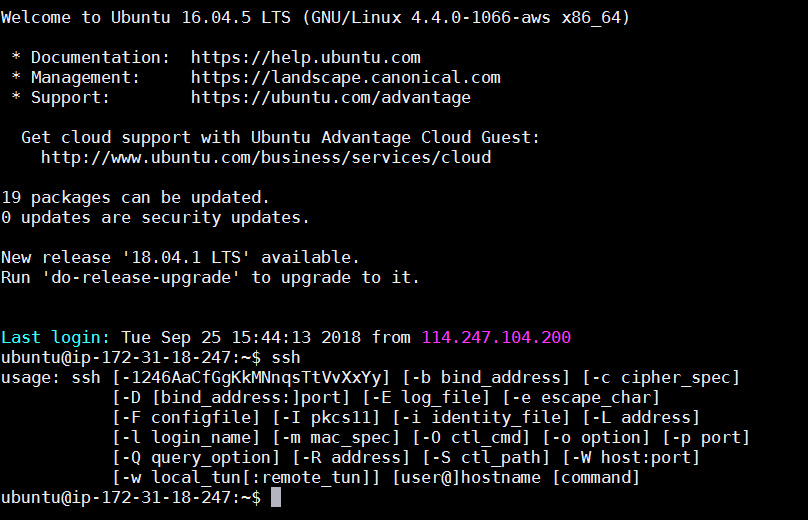 Welcome to Ubuntu 16.04.5 LTS (GNU/Linux 4.4.0-1066-aws x86_64)
* Documentation:  https://help.ubuntu.com
* Management:     https://landscape.canonical.com
* Support:        https://ubuntu.com/advantage
Get cloud support with Ubuntu Advantage Cloud Guest:
http://www.ubuntu.com/business/services/cloud
19 packages can be updated.
0 updates are security updates.
New release '18.04.1 LTS' available.
Run 'do-release-upgrade' to upgrade to it.
Last login: Tue Sep 25 15:44:13 2018 from 114.247.104.200
ubuntu@ip-172-31-18-247:~$ ssh
usage: ssh [-1246AaCfGgKkMNnqsTtVvXxYy] [-b bind_address] [-c cipher_spec]
[-D [bind_address:]port] [-E log_file] [-e escape_char]
[-F configfile] [-I pkcs11] [-i identity_file] [-L address]
[-l login_name] [-m mac_spec] [-O ctl_cmd] [-o option] [-p port]
[-Q query_option] [-R address] [-S ctl_path] [-W host:port]
[-w local_tun[:remote_tun]] [user@]hostname [command]
ubuntu@ip-172-31-18-247:~$